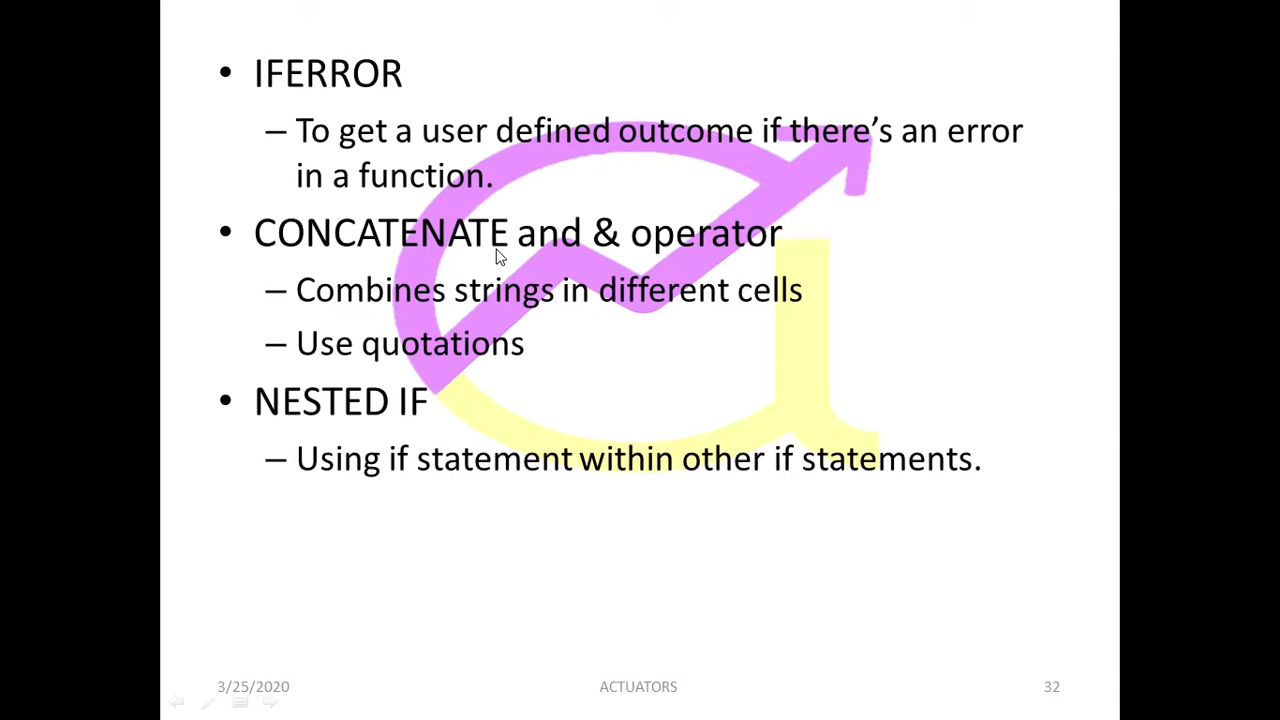 • IFERROR
– To get a user defined outcome if there’s an error
in a function.
• CONCATENATE and & operator
– Combines strings in different cells
– Use quotations
• NESTED IF
– Using if statement within other if statements.
3/25/2020 ACTUATORS 32